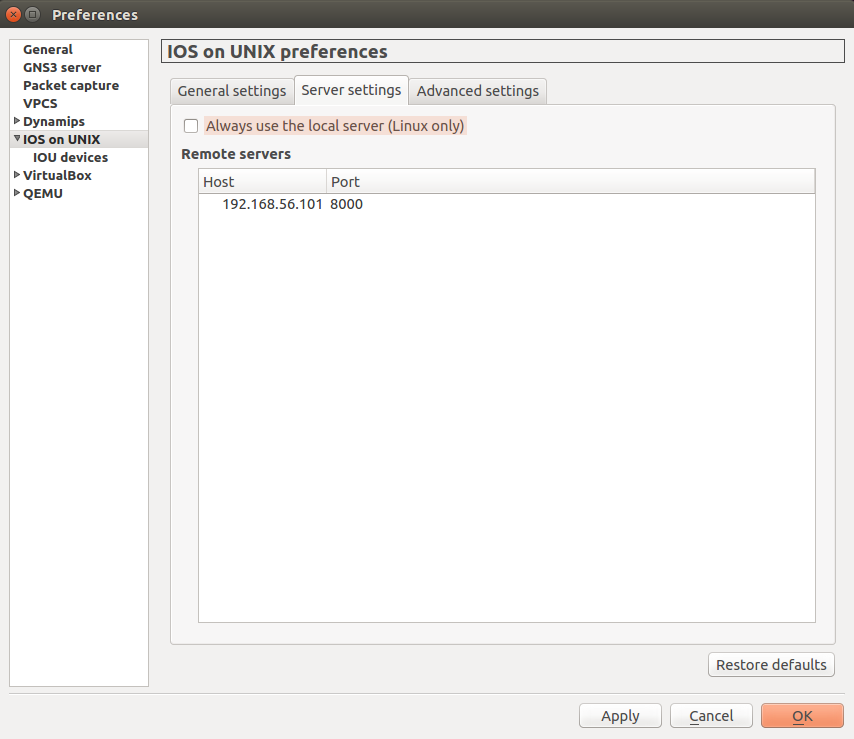 Preferences
General
GNS3 server
Packet capture
VPCS
Dynamips
IOS on UNIX
IOU devices
VirtualBox
QEMU
IOS on UNIX preferences
General settings Server settings Advanced settings
Always use the local server (Linux only)
Remote servers
Host Port
192.168.56.101 8000
Restore defaults
Apply Cancel OK